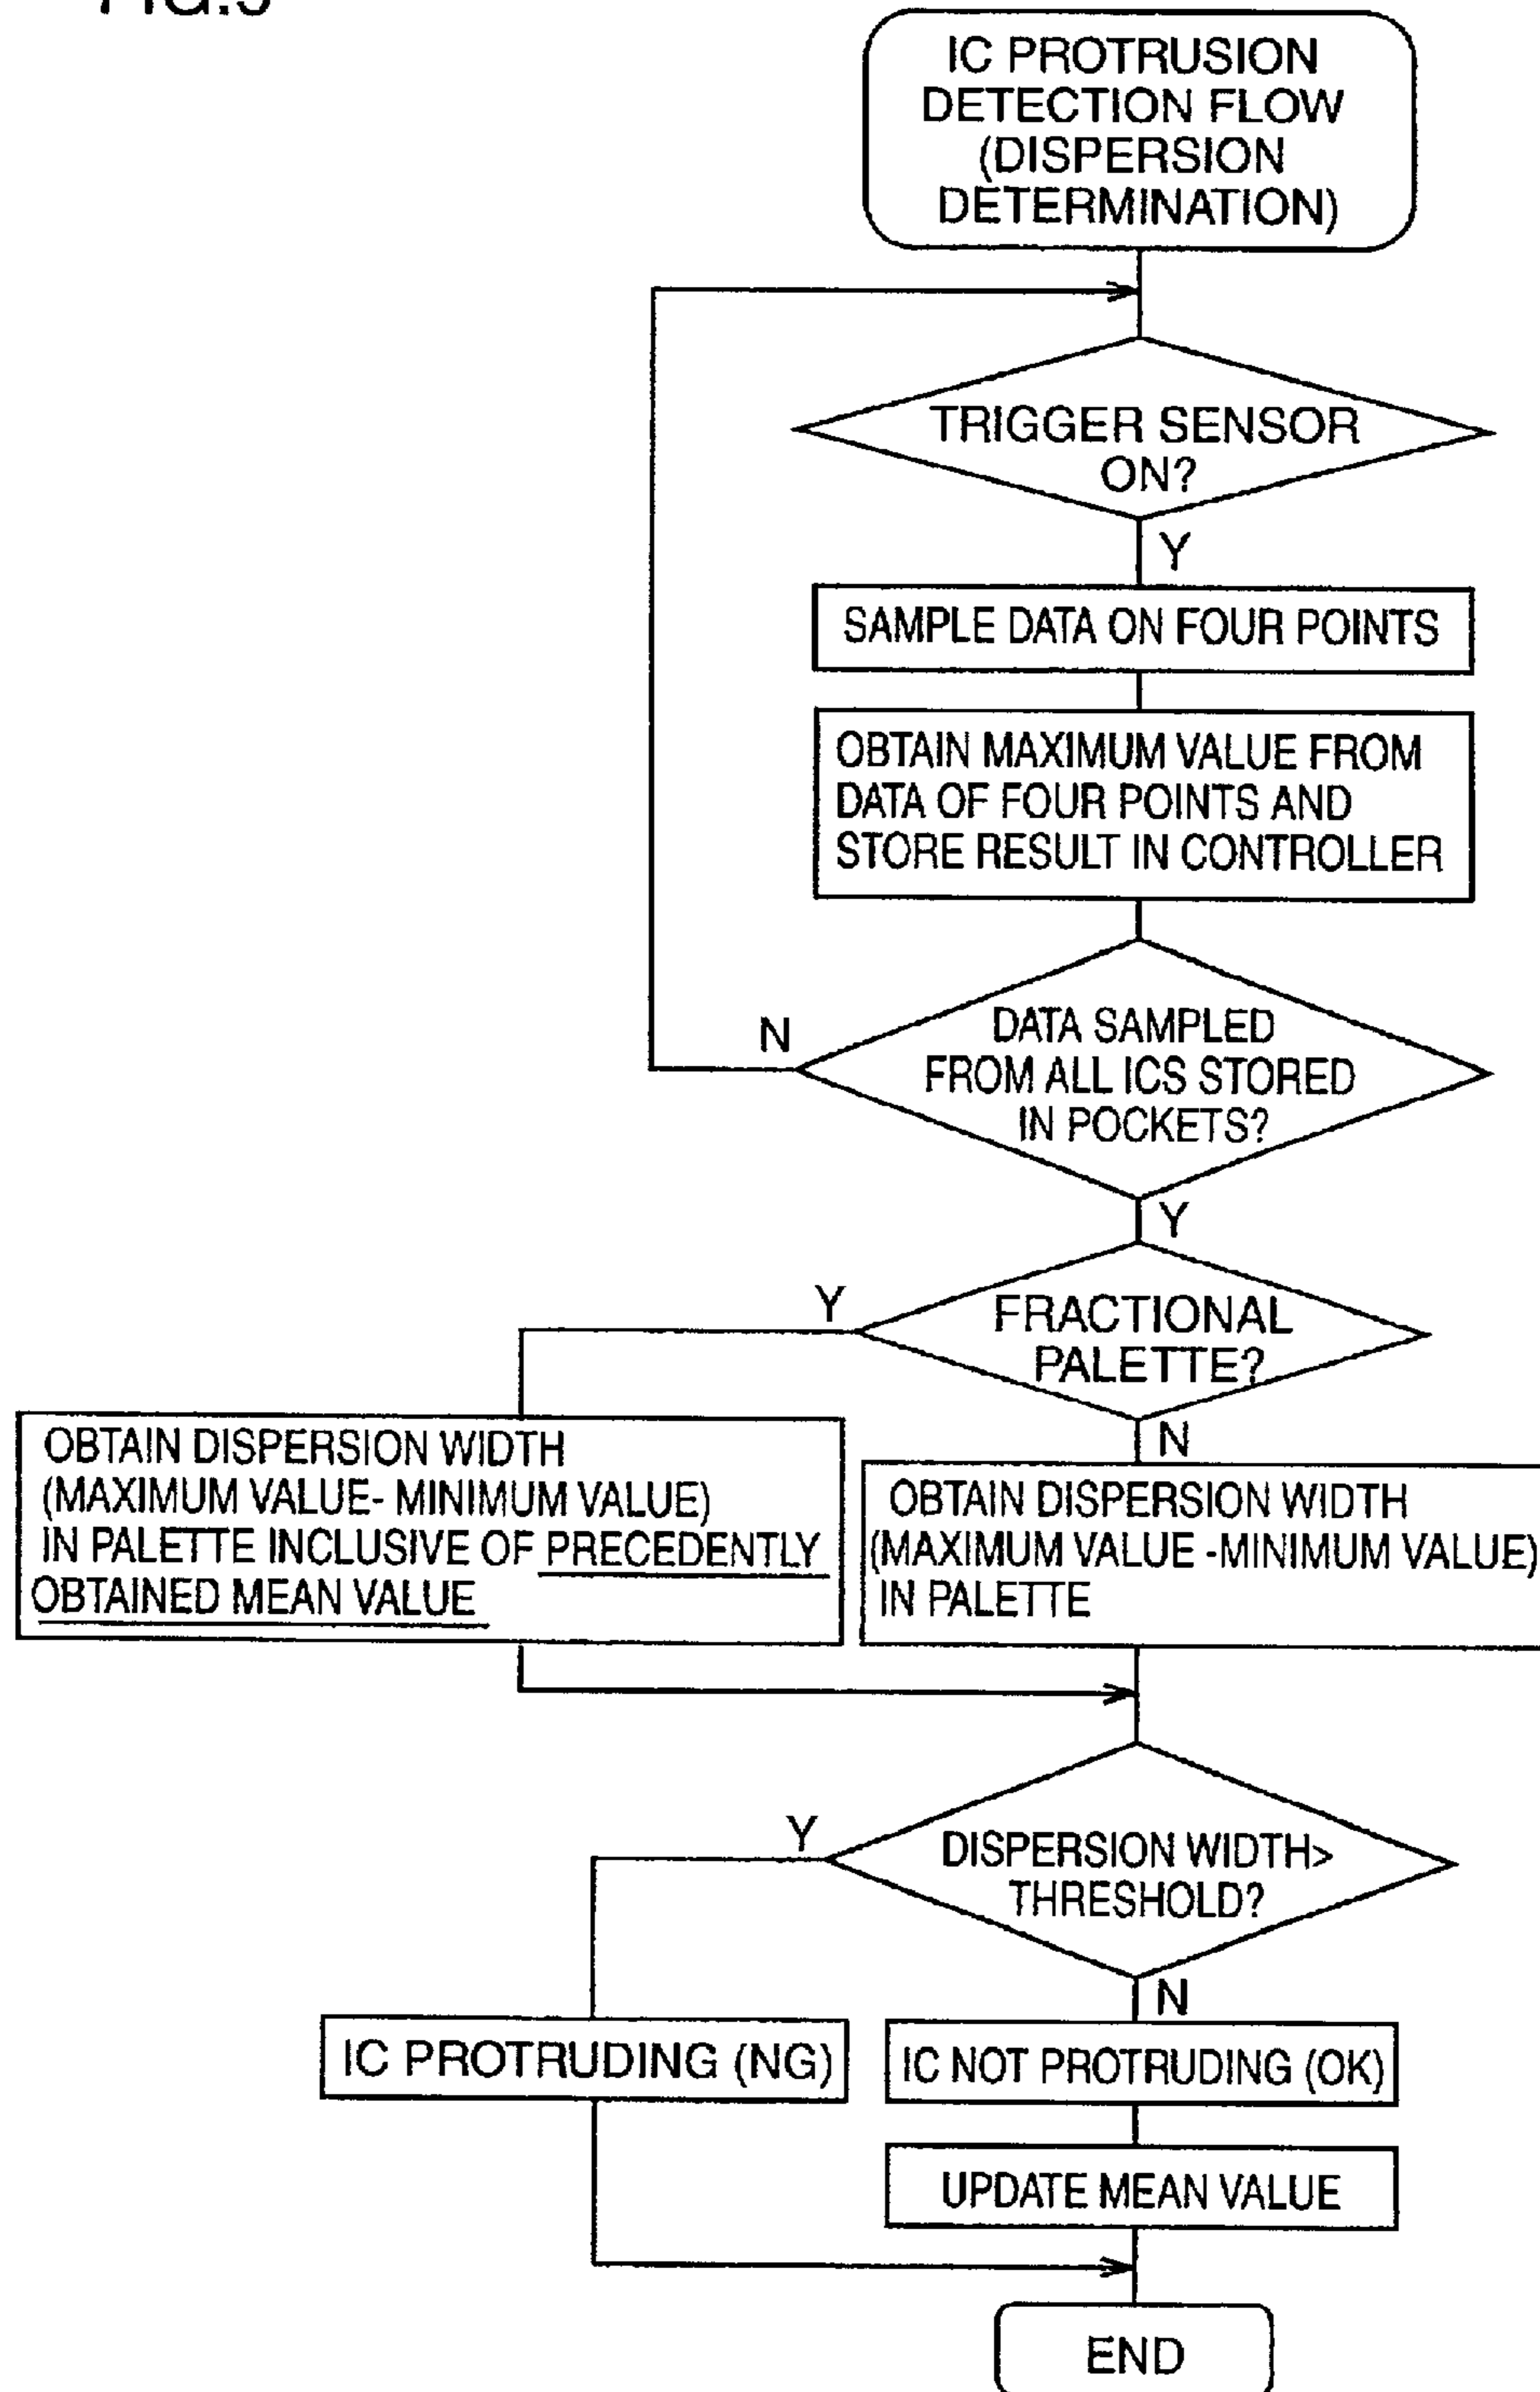 IC PROTRUSION
DETECTION FLOW
(DISPERSION
DETERMINATION)
TRIGGER SENSOR
ON?
Y
SAMPLE DATA ON FOUR POINTS
OBTAIN MAXIMUM VALUE FROM
DATA OF FOUR POINTS AND
STORE RESULT IN CONTROLLER
N
DATA SAMPLED
FROM ALL ICS STORED
IN POCKETS?
Y
Y
FRACTIONAL
PALETTE?
N
OBTAIN DISPERSION WIDTH
(MAXIMUM VALUE- MINIMUM VALUE)
IN PALETTE INCLUSIVE OF PRECEDENTLY
OBTAINED MEAN VALUE
OBTAIN DISPERSION WIDTH
(MAXIMUM VALUE -MINIMUM VALUE)
IN PALETTE
Y
DISPERSION WIDTH>
THRESHOLD?
N
IC PROTRUDING (NG)
IC NOT PROTRUDING (OK)
UPDATE MEAN VALUE
END